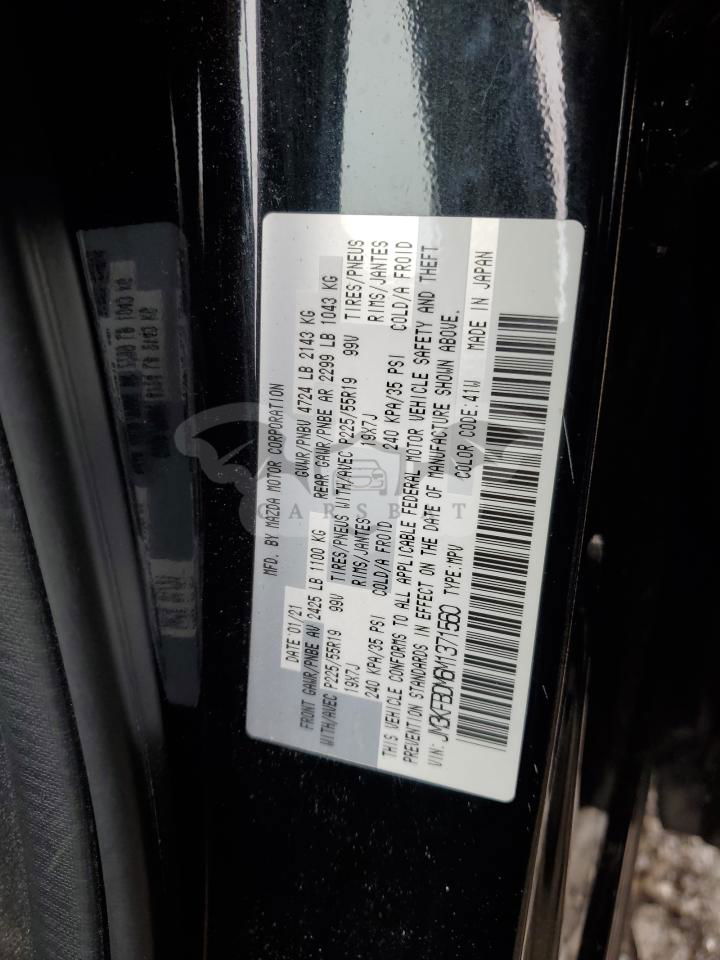 MFD. BY MAZDA MOTOR CORPORATION
DATE:01/21 GVWR/PNBV 4724 LB 2143 KG
FRONT GAWR/PNBE AV 2425 LB 1100 KG REAR GAWR/PNBE AR 2299 LB 1043 KG
WITH/AVEC P225/55R19 99V TIRES/PNEUS WITH/AVEC P225/55R19 99V TIRES/PNEUS
19X7J RIMS/JANTES 19X7J RIMS/JANTES
240 KPA/35 PSI COLD/A FROID 240 KPA/35 PSI COLD/A FROID
THIS VEHICLE CONFORMS TO ALL APPLICABLE FEDERAL MOTOR VEHICLE SAFETY AND THEFT
PREVENTION STANDARDS IN EFFECT ON THE DATE OF MANUFACTURE SHOWN ABOVE.
VIN: JM3KFBDM6M1371560 TYPE:MPV COLOR CODE:41W MADE IN JAPAN